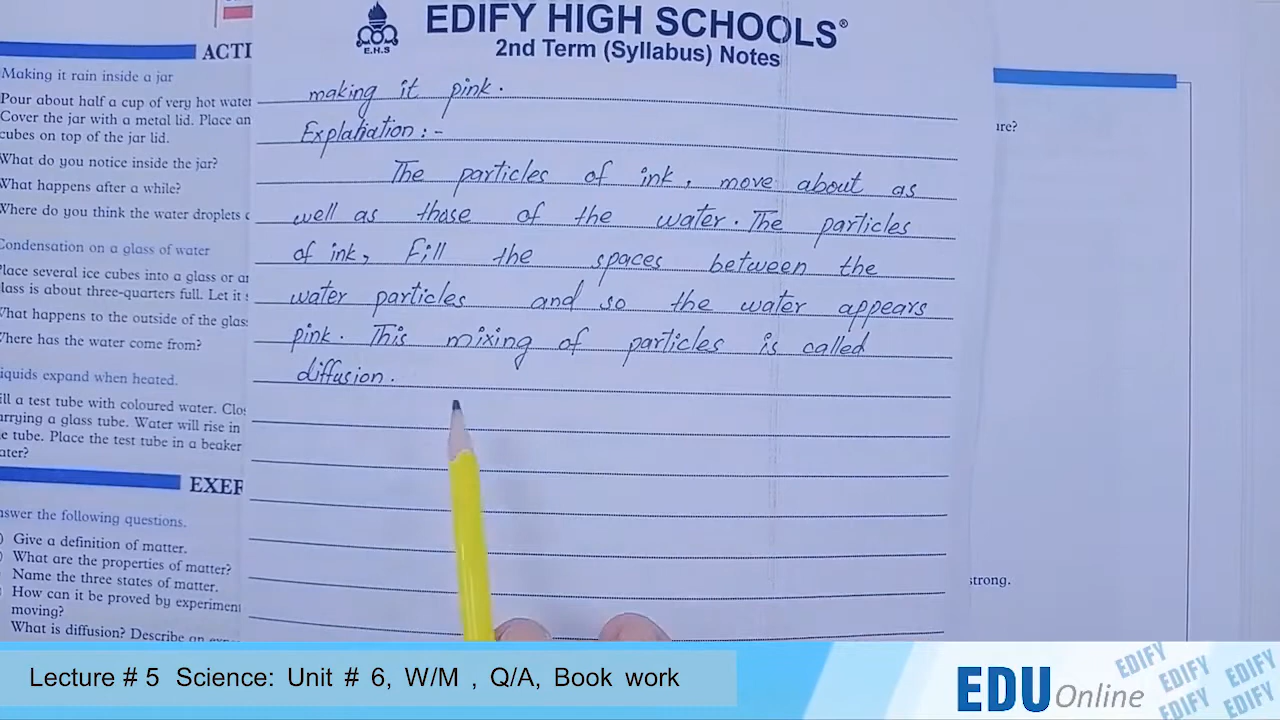 EDIFY HIGH SCHOOLS®
E.H.S
2nd Term (Syllabus) Notes
making it pink.
Explanation :-
The particles of ink, move about as
well as those of the water. The particles
of ink, Fill the spaces between the
water particles and so the water appears
pink. This mixing of particles is called
diffusion.
ACTI
Making it rain inside a jar
Pour about half a cup of very hot water
Cover the jar with a metal lid. Place an
cubes on top of the jar lid.
What do you notice inside the jar?
What happens after a while?
Where do you think the water droplets c
Condensation on a glass of water
Place several ice cubes into a glass or a
lass is about three-quarters full. Let it
What happens to the outside of the glas
Where has the water come from?
iquids expand when heated.
ill a test tube with coloured water. Clos
arrying a glass tube. Water will rise in
e tube. Place the test tube in a beaker
ater?
EXER
nswer the following questions.
Give a definition of matter.
What are the properties of matter?
Name the three states of matter.
How can it be proved by experiment
moving?
What is diffusion? Describe an
ure?
strong.
Lecture # 5 Science: Unit # 6, W/M , Q/A, Book work
EDU Online
EDIFY EDIFY EDIFY
EDIFY EDIFY EDIFY